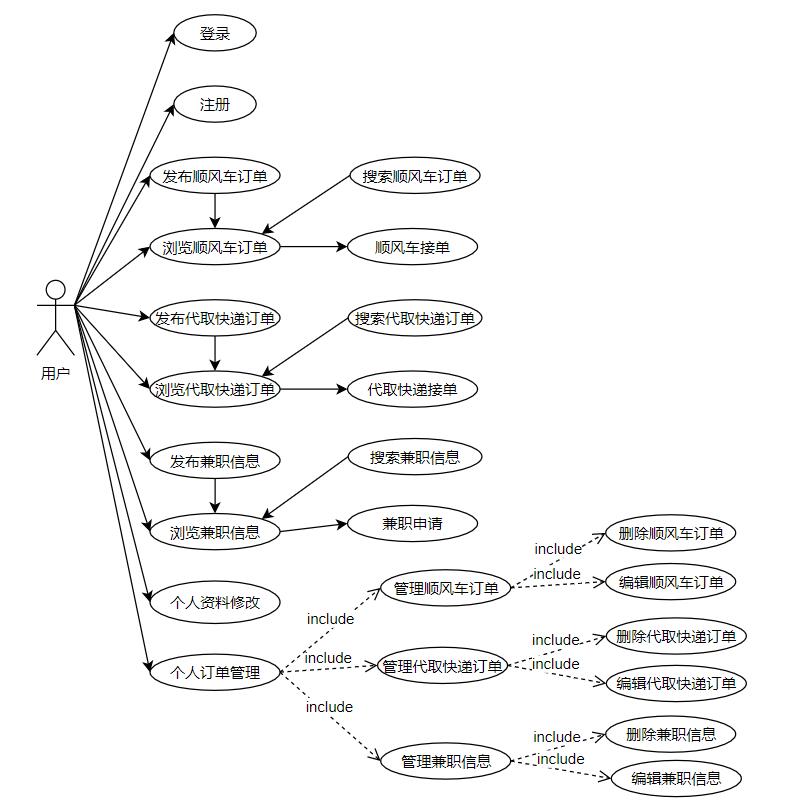 登录
注册
发布顺风车订单
搜索顺风车订单
浏览顺风车订单
顺风车接单
发布代取快递订单
搜索代取快递订单
用户
浏览代取快递订单
代取快递接单
发布兼职信息
搜索兼职信息
浏览兼职信息
兼职申请
删除顺风车订单
include
include
编辑顺风车订单
管理顺风车订单
个人资料修改
include
删除代取快递订单
include
include
include
管理代取快递订单
个人订单管理
编辑代取快递订单
include
删除兼职信息
include
include
管理兼职信息
编辑兼职信息